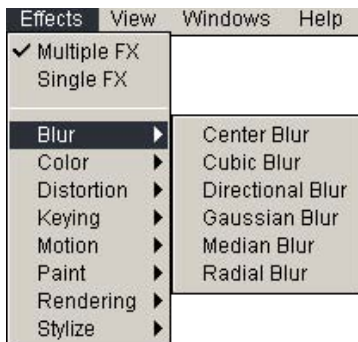 Effects View Windows Help
Multiple FX
Single FX
Blur
Color
Distortion
Keying
Motion
Paint
Rendering
Stylize
Center Blur
Cubic Blur
Directional Blur
Gaussian Blur
Median Blur
Radial Blur